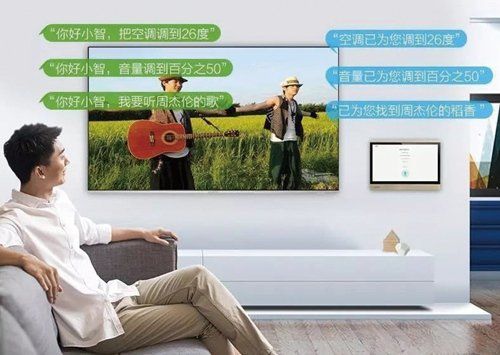 “你好小智，把空调调到26度”
“空调已为您调到26度”
“你好小智，音量调到百分之50”
“音量已为您调到百分之50”
“你好小智，我要听周杰伦的歌”
“已为您找到周杰伦的稻香”